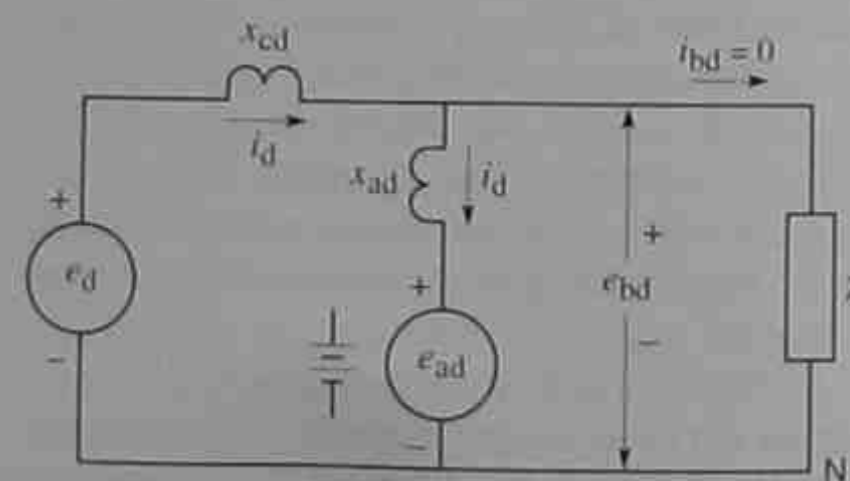 x_cd
i_bd = 0
i_d
x_ad
i_d
+
+
+
e_d
e_bd
e_ad
−
−
−
N